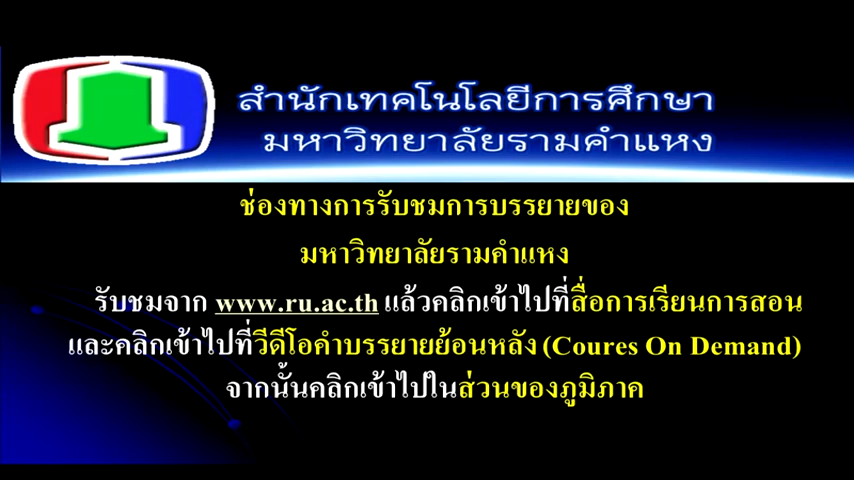 สำนักเทคโนโลยีการศึกษา
มหาวิทยาลัยรามคำแหง
ช่องทางการรับชมการบรรยายของ
มหาวิทยาลัยรามคำแหง
รับชมจาก www.ru.ac.th แล้วคลิกเข้าไปที่สื่อการเรียนการสอน
และคลิกเข้าไปที่วีดีโอคำบรรยายย้อนหลัง (Coures On Demand)
จากนั้นคลิกเข้าไปในส่วนของภูมิภาค